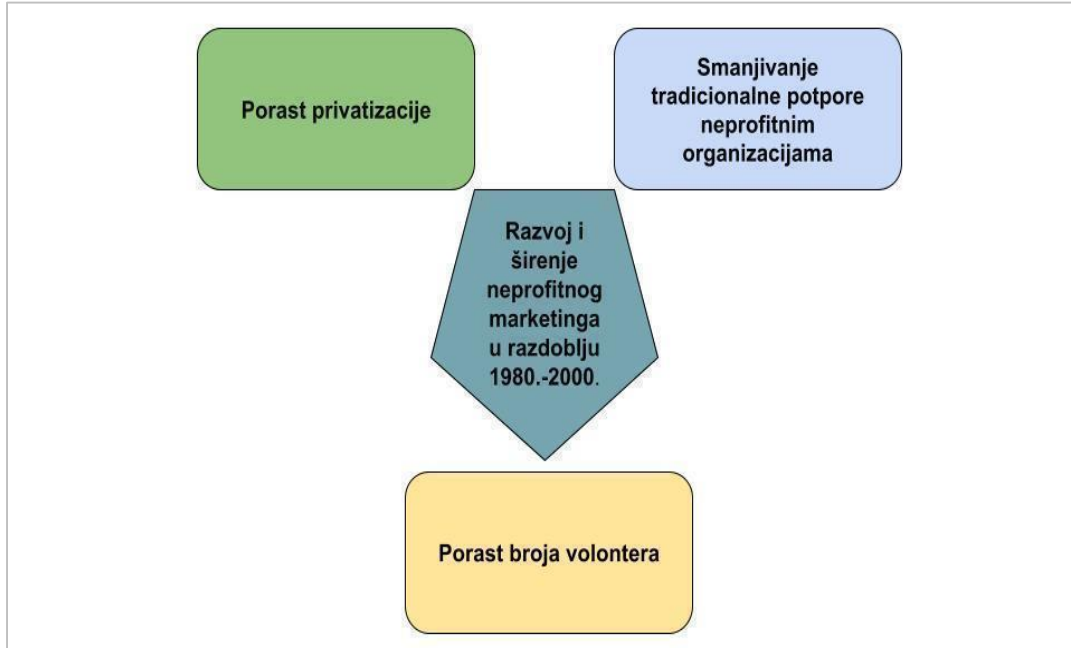 Porast privatizacije
Smanjivanje
tradicionalne potpore
neprofitnim
organizacijama
Razvoj i
širenje
neprofitnog
marketinga
u razdoblju
1980.-2000.
Porast broja volontera